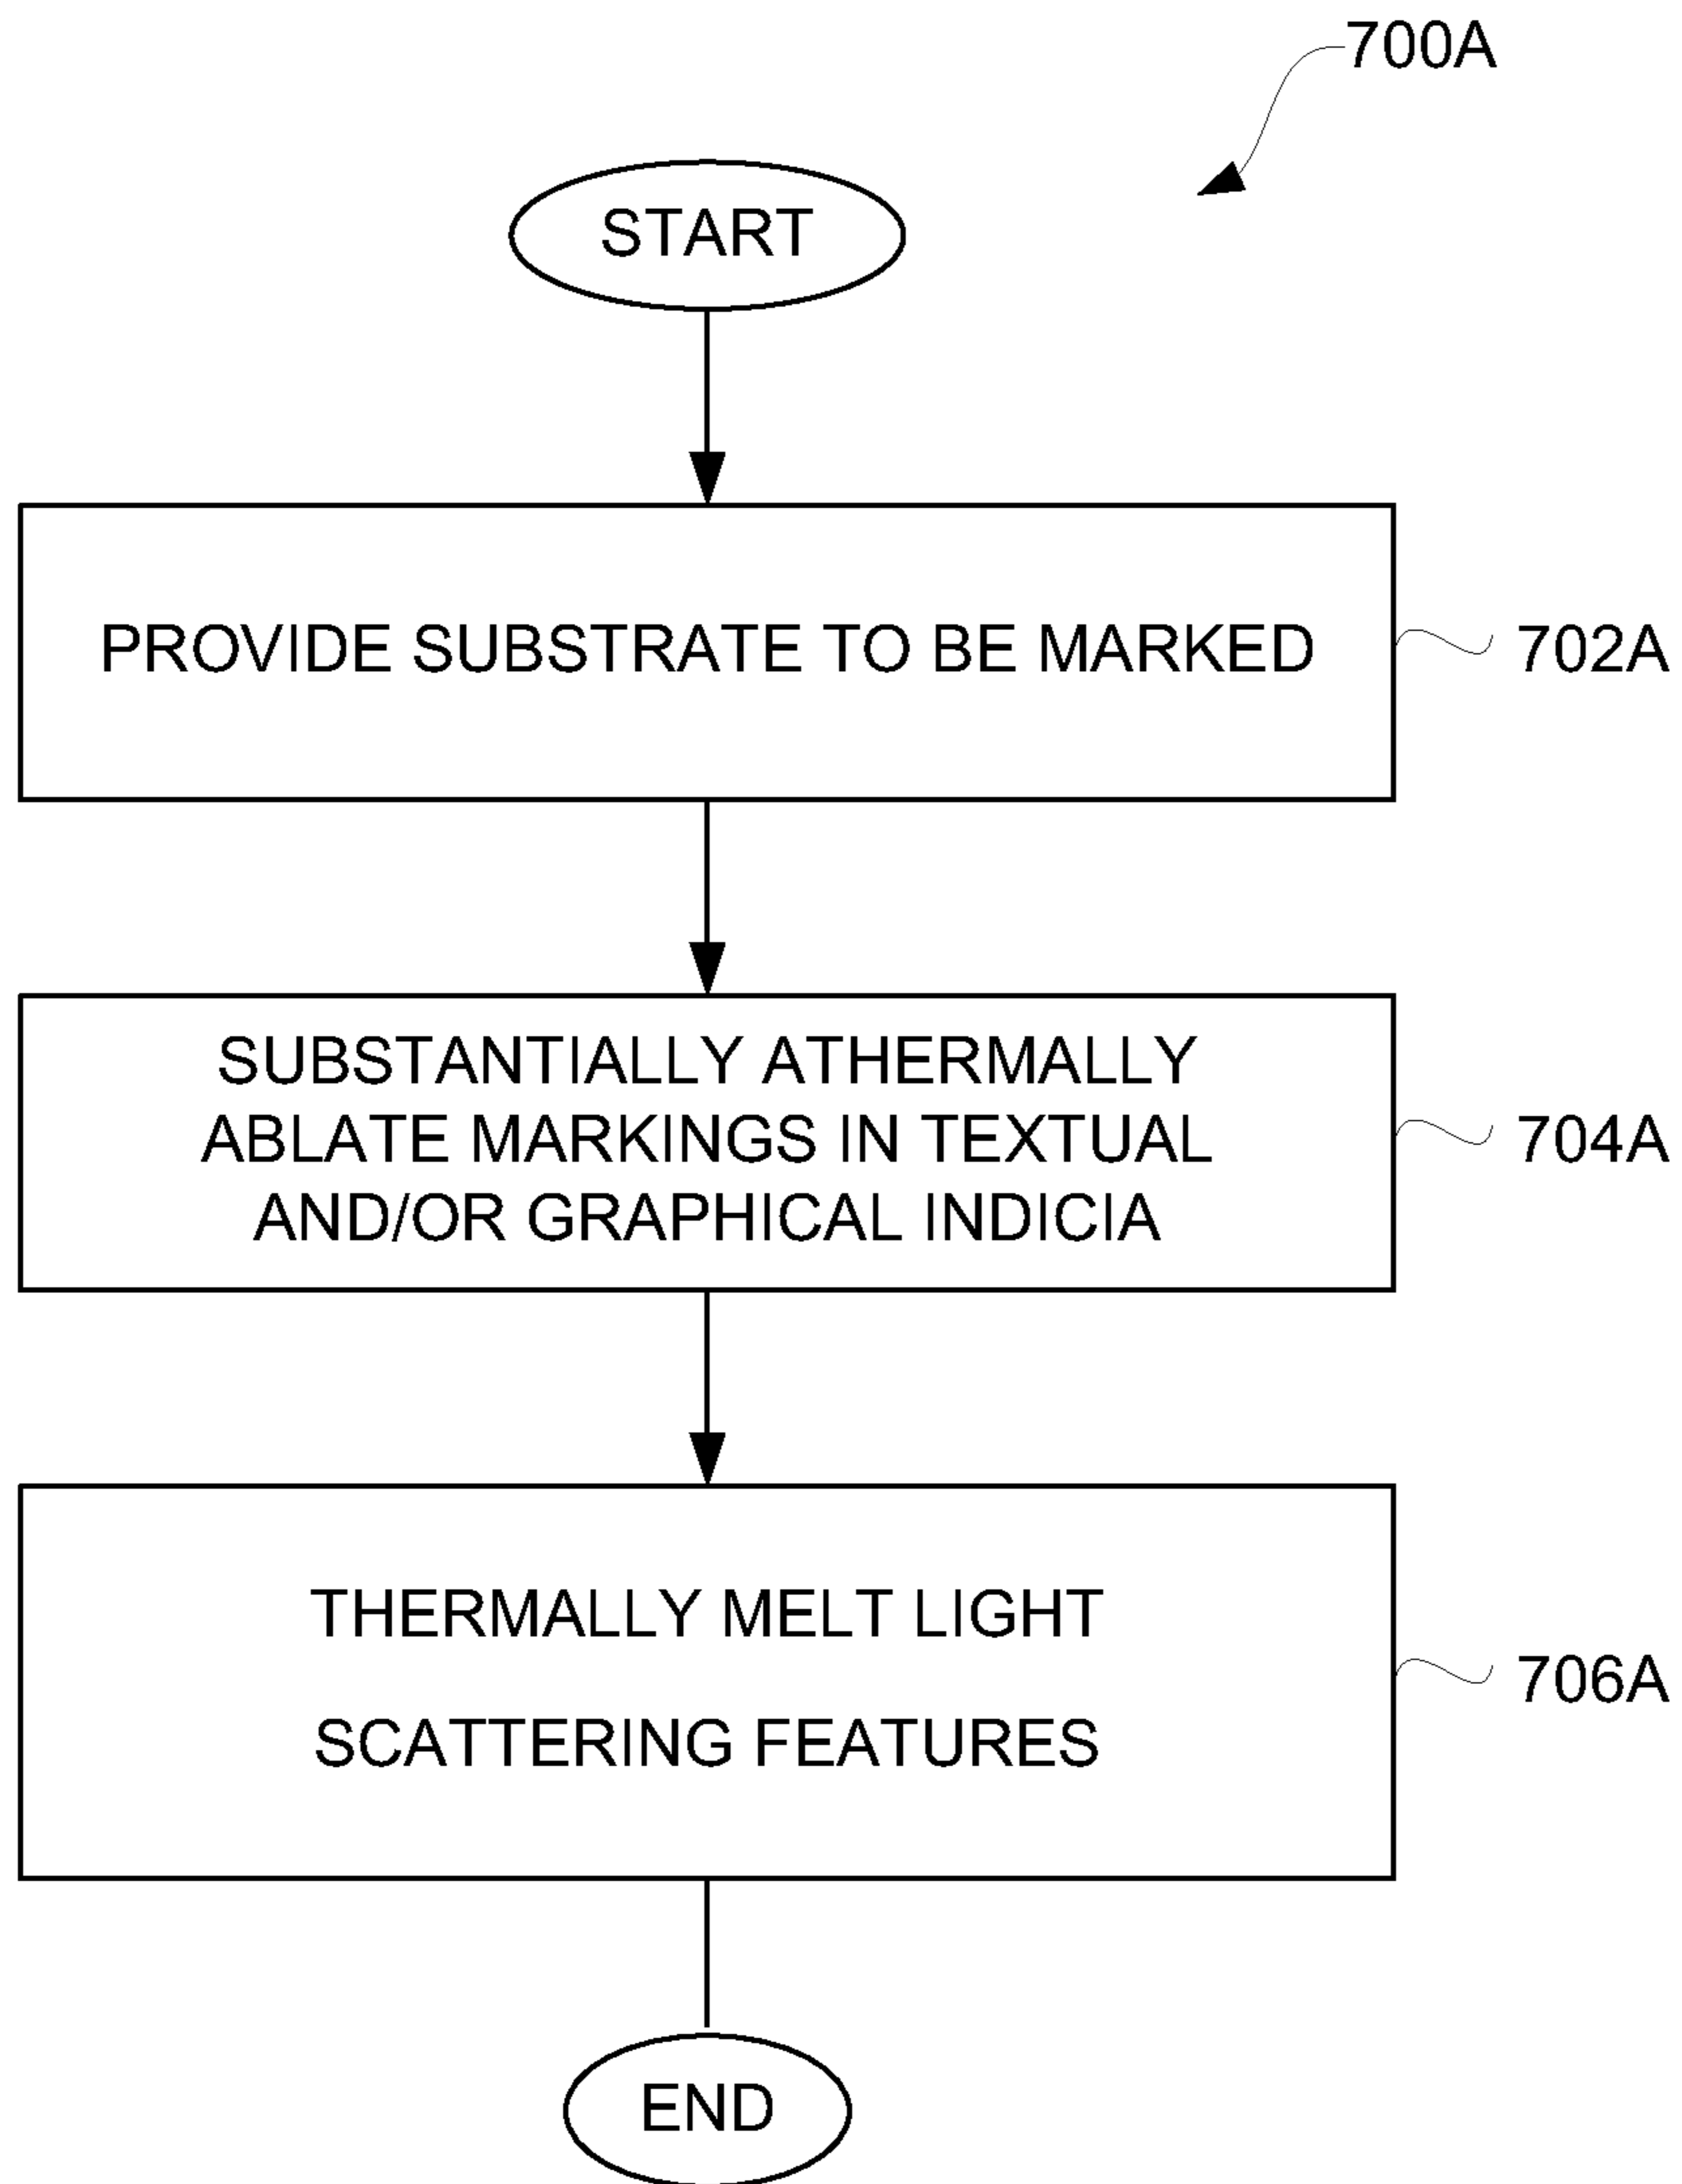 700A
START
PROVIDE SUBSTRATE TO BE MARKED
702A
SUBSTANTIALLY ATHERMALLY
ABLATE MARKINGS IN TEXTUAL
AND/OR GRAPHICAL INDICIA
704A
THERMALLY MELT LIGHT
SCATTERING FEATURES
706A
END